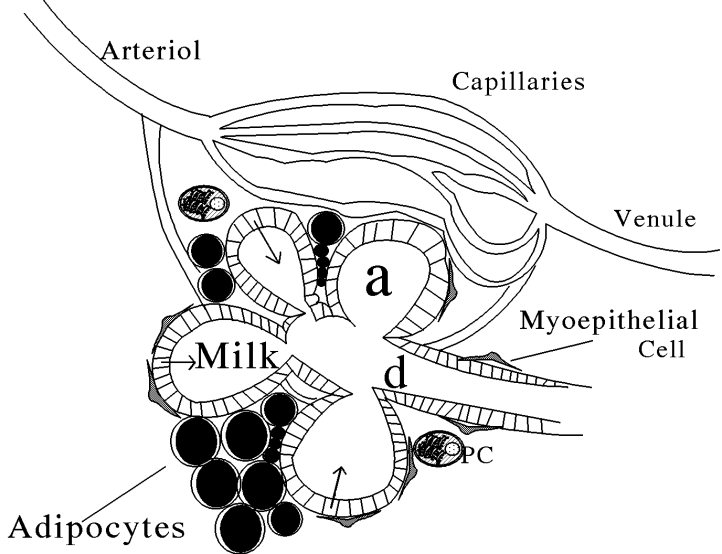 Arteriol
Capillaries
Venule
a
Myoepithelial
Cell
Milk
d
PC
Adipocytes